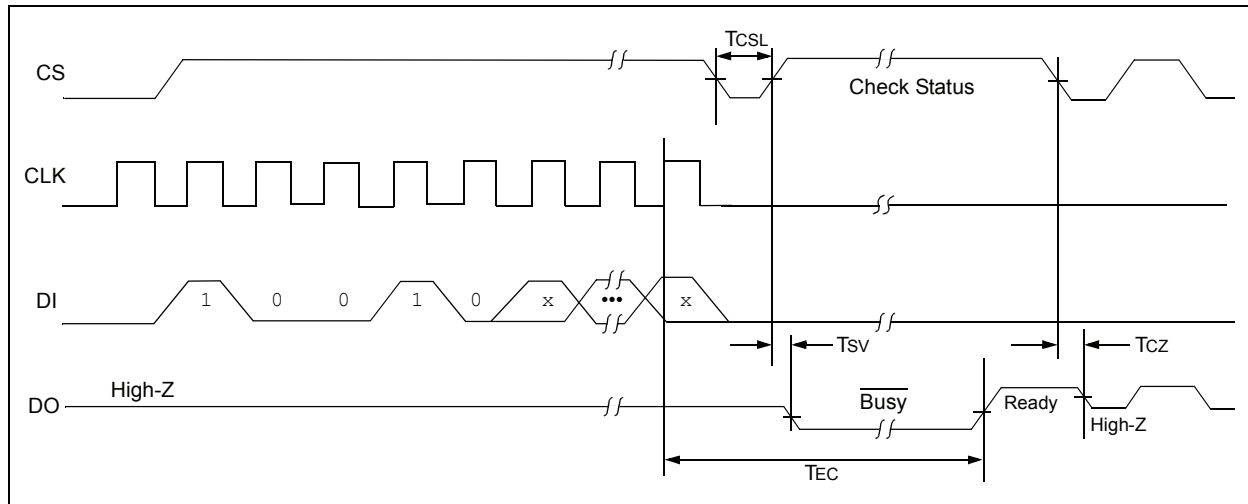 TCSL
CS
Check Status
CLK
DI
1 0 0 1 0 x ••• x
TSV
TCZ
High-Z
DO
Busy
Ready
High-Z
TEC